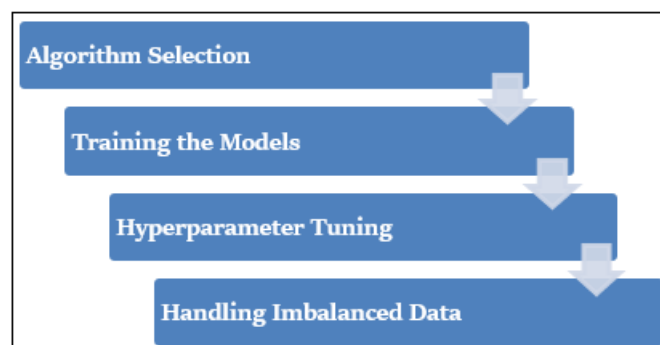 Algorithm Selection
Training the Models
Hyperparameter Tuning
Handling Imbalanced Data